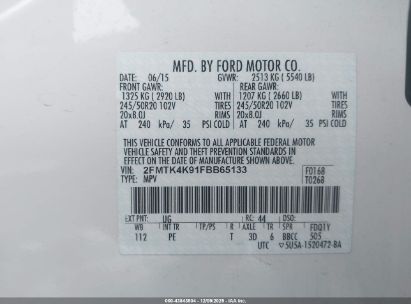 MFD. BY FORD MOTOR CO.
DATE: 06/15 GVWR: 2513 KG ( 5540 LB)
FRONT GAWR: REAR GAWR:
1325 KG ( 2920 LB) WITH 1207 KG ( 2660 LB) WITH
245/50R20 102V TIRES 245/50R20 102V TIRES
20x8.0J RIMS 20x8.0J RIMS
AT 240 kPa/ 35 PSI COLD AT 240 kPa/ 35 PSI COLD
THIS VEHICLE CONFORMS TO ALL APPLICABLE FEDERAL MOTOR
VEHICLE SAFETY AND THEFT PREVENTION STANDARDS IN
EFFECT ON THE DATE OF MANUFACTURE SHOWN ABOVE.
VIN: 2FMTK4K91FBB65133 F0168
TYPE: MPV T0268
EXT PNT: UG RC: 44 DSO:
WB INT TR TP/PS R AXLE TR SPR FDQ1Y
112 PE T 3D 6 BBCC 505
UTC 5U5A-1520472-BA